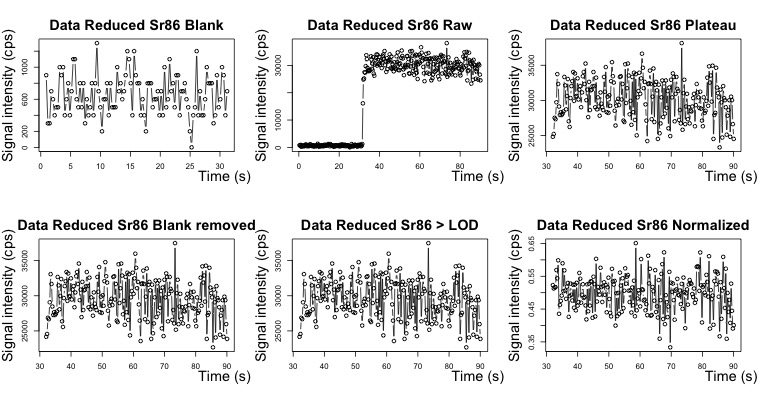 Data Reduced Sr86 Blank
Signal intensity (cps)
0 200 600 1000
0 5 10 15 20 25 30
Time (s)
Data Reduced Sr86 Raw
Signal intensity (cps)
0 10000 30000
0 20 40 60 80
Time (s)
Data Reduced Sr86 Plateau
Signal intensity (cps)
25000 30000 35000
30 40 50 60 70 80 90
Time (s)
Data Reduced Sr86 Blank removed
Signal intensity (cps)
25000 30000 35000
30 40 50 60 70 80 90
Time (s)
Data Reduced Sr86 > LOD
Signal intensity (cps)
25000 30000 35000
30 40 50 60 70 80 90
Time (s)
Data Reduced Sr86 Normalized
Signal intensity (cps)
0.35 0.45 0.55 0.65
30 40 50 60 70 80 90
Time (s)